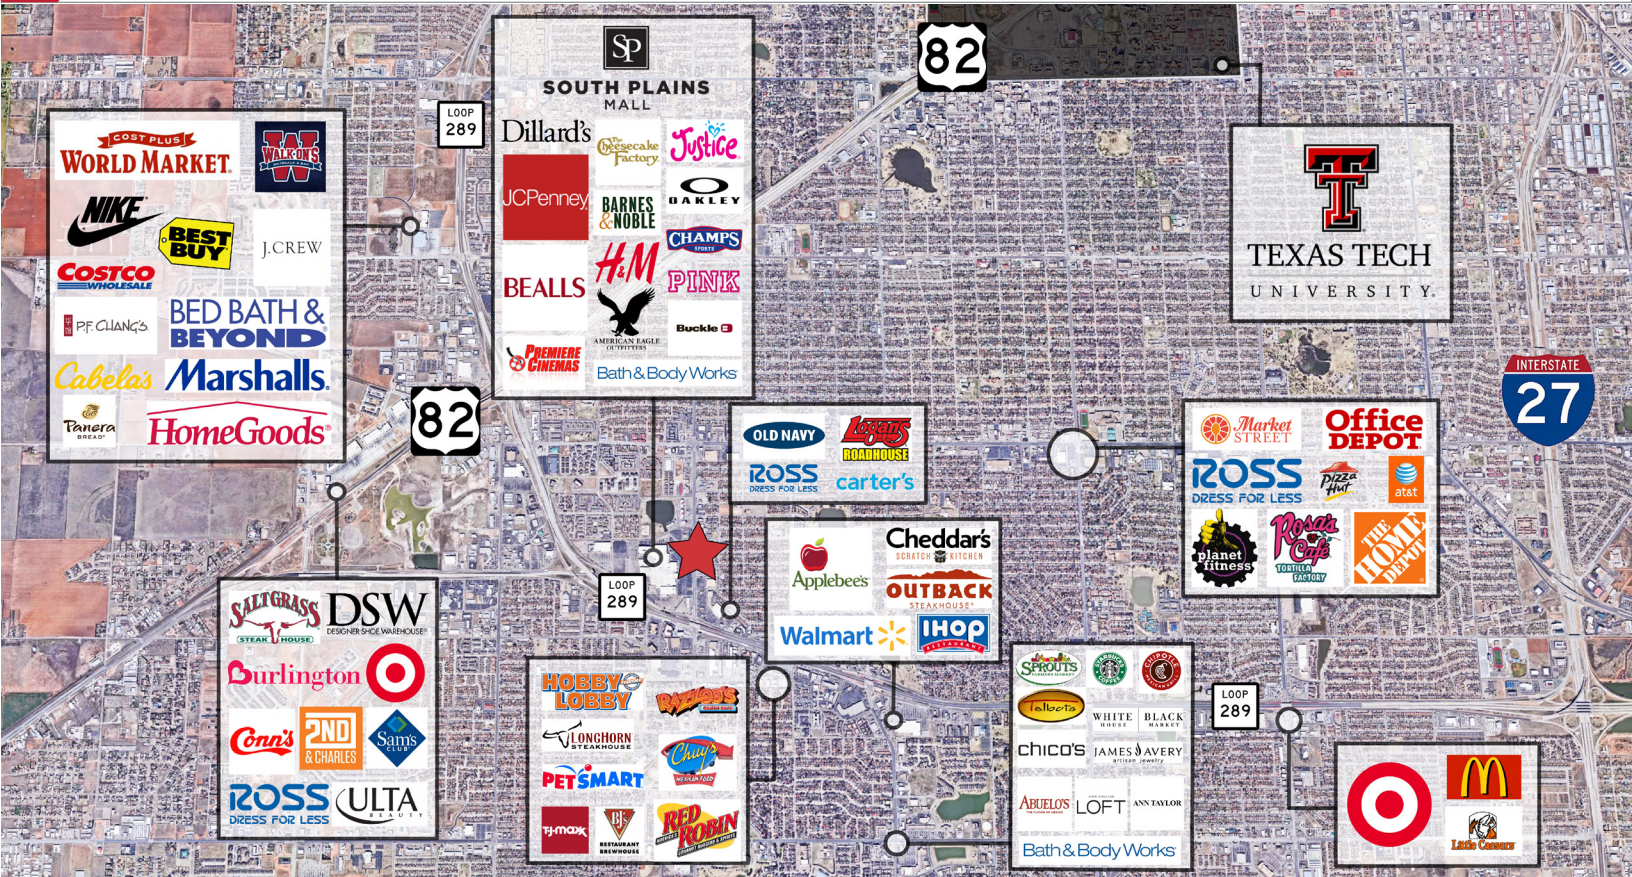 82
LOOP
289
SP
SOUTH PLAINS
MALL
Dillard's
The
Cheesecake
Factory
Justice
JCPenney
OAKLEY
BARNES
&NOBLE
CHAMPS
SPORTS
H&M
BEALLS
PINK
AMERICAN EAGLE
OUTFITTERS
Buckle B
PREMIERE
CINEMAS
Bath & Body Works
COST PLUS
WORLD MARKET
W
WALK-ON'S
NIKE
BEST
BUY
J.CREW
COSTCO
WHOLESALE
P.F. CHANG'S
BED BATH &
BEYOND
Cabela's
Marshalls
Panera
BREAD
HomeGoods
TEXAS TECH
UNIVERSITY
INTERSTATE
27
82
OLD NAVY
Logan's
ROADHOUSE
ROSS
DRESS FOR LESS
carter's
Market
STREET
Office
DEPOT
ROSS
DRESS FOR LESS
Pizza
Hut
at&t
planet
fitness
Rosa's
Café
TORTILLA
FACTORY
THE
HOME
DEPOT
Applebee's
Cheddar's
SCRATCH KITCHEN
OUTBACK
STEAKHOUSE
Walmart
IHOP
RESTAURANT
LOOP
289
SALTGRASS
STEAK HOUSE
DSW
DESIGNER SHOE WAREHOUSE
Burlington
Conn's
2ND
& CHARLES
Sam's
CLUB
ROSS
DRESS FOR LESS
ULTA
BEAUTY
HOBBY
LOBBY
RAZZOO'S
CAJUN CAFE
LONGHORN
STEAKHOUSE
Chuy's
MEXICAN FOOD
PETSMART
T.J.maxx
BJ's
RESTAURANT
BREWHOUSE
RED
ROBIN
SPROUTS
FARMERS MARKET
STARBUCKS
COFFEE
CHIPOTLE
MEXICAN GRILL
Talbots
WHITE BLACK
HOUSE MARKET
chico's
JAMES AVERY
artisan jewelry
ABUELO'S
LOFT
ANN TAYLOR
Bath & Body Works
LOOP
289
M
Little Caesars